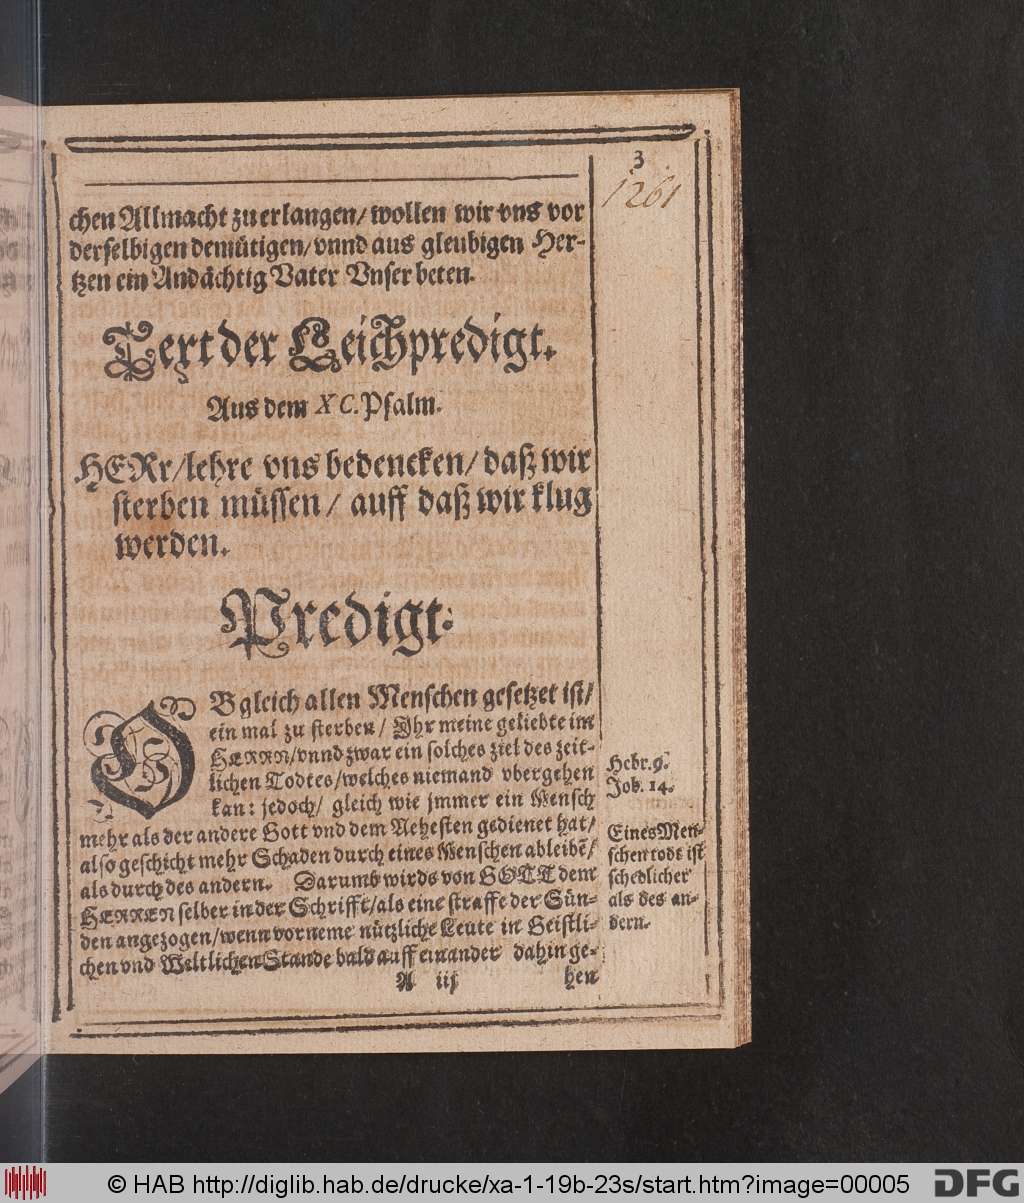 3
1261
chen Allmacht zu erlangen/ wollen wir vns vor
derselbigen demütigen/ vnnd aus gleubigen Her-
tzen ein Andächtig Vater Vnser beten.
Text der Leichpredigt.
Aus dem XC. Psalm.
HERr/ lehre vns bedencken/ daß wir
sterben müssen/ auff daß wir klug
werden.
Predigt:
OB gleich allen Menschen gesetzet ist/
ein mal zu sterben/ Ihr meine geliebte im
HERRN/ vnnd zwar ein solches ziel des zeit-
lichen Todtes/ welches niemand vbergehen
kan: jedoch/ gleich wie jmmer ein Mensch
mehr als der andere Gott vnd dem Nehesten gedienet hat/
also geschicht mehr Schaden durch eines Menschen ableibē/
als durch des andern. Darumb wirds von GOTT dem
HERREN selber in der Schrifft/ als eine straffe der Sün-
den angezogen/ wenn vorneme nützliche Leute in Geistli-
chen vnd Weltlichen Stande bald auff einander dahin ge-
A iij hen
Hebr. 9.
Job. 14.
Eines Men-
schen todt ist
schedlicher
als des an-
dern.
© HAB http://diglib.hab.de/drucke/xa-1-19b-23s/start.htm?image=00005
DFG